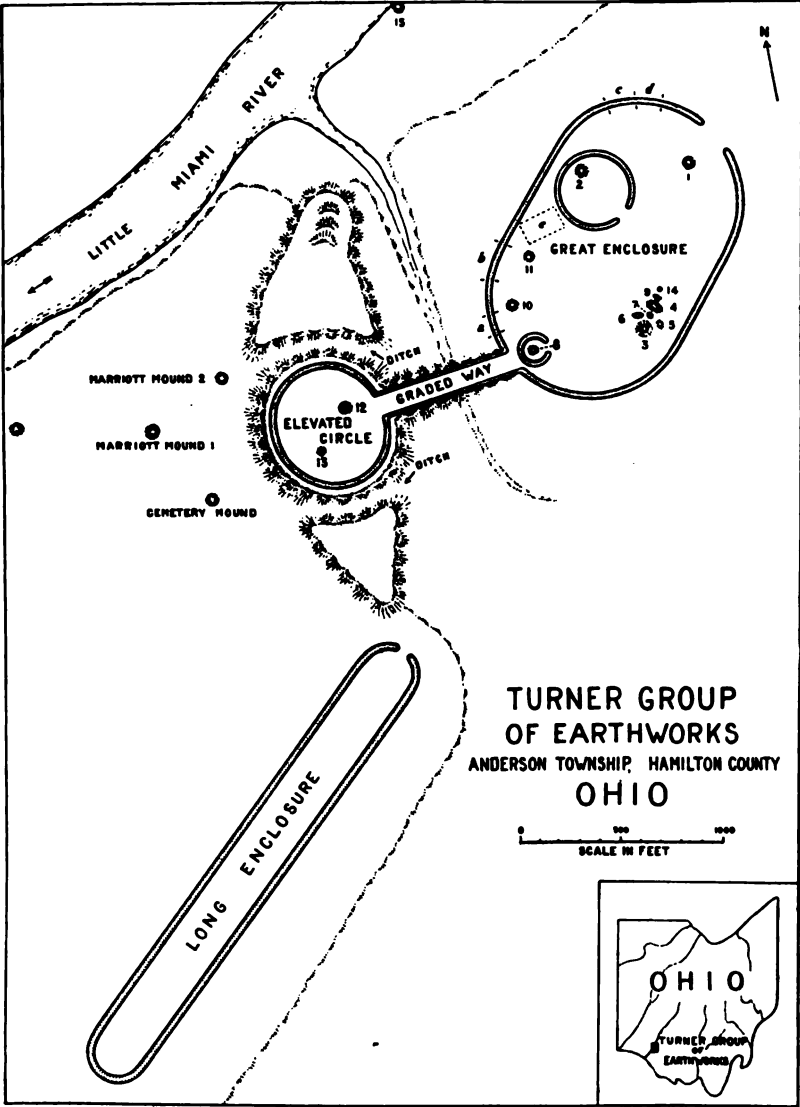 15
N
LITTLE MIAMI RIVER
c d
1
2
e
GREAT ENCLOSURE
b
11
9 14
7 4
10
6 5
3
a
8
DITCH
GRADED WAY
MARRIOTT MOUND 2
12
ELEVATED
CIRCLE
MARRIOTT MOUND 1
13
DITCH
CEMETERY MOUND
TURNER GROUP
OF EARTHWORKS
ANDERSON TOWNSHIP, HAMILTON COUNTY
OHIO
0 500 1000
SCALE IN FEET
LONG ENCLOSURE
OHIO
TURNER GROUP
OF
EARTHWORKS